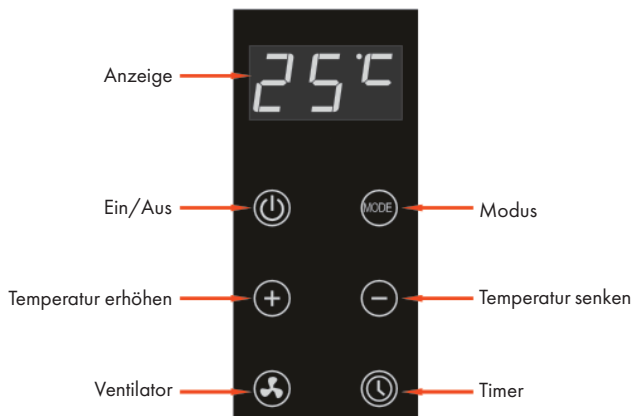 Anzeige
25°C
Ein/Aus
MODE
Modus
Temperatur erhöhen
Temperatur senken
Ventilator
Timer